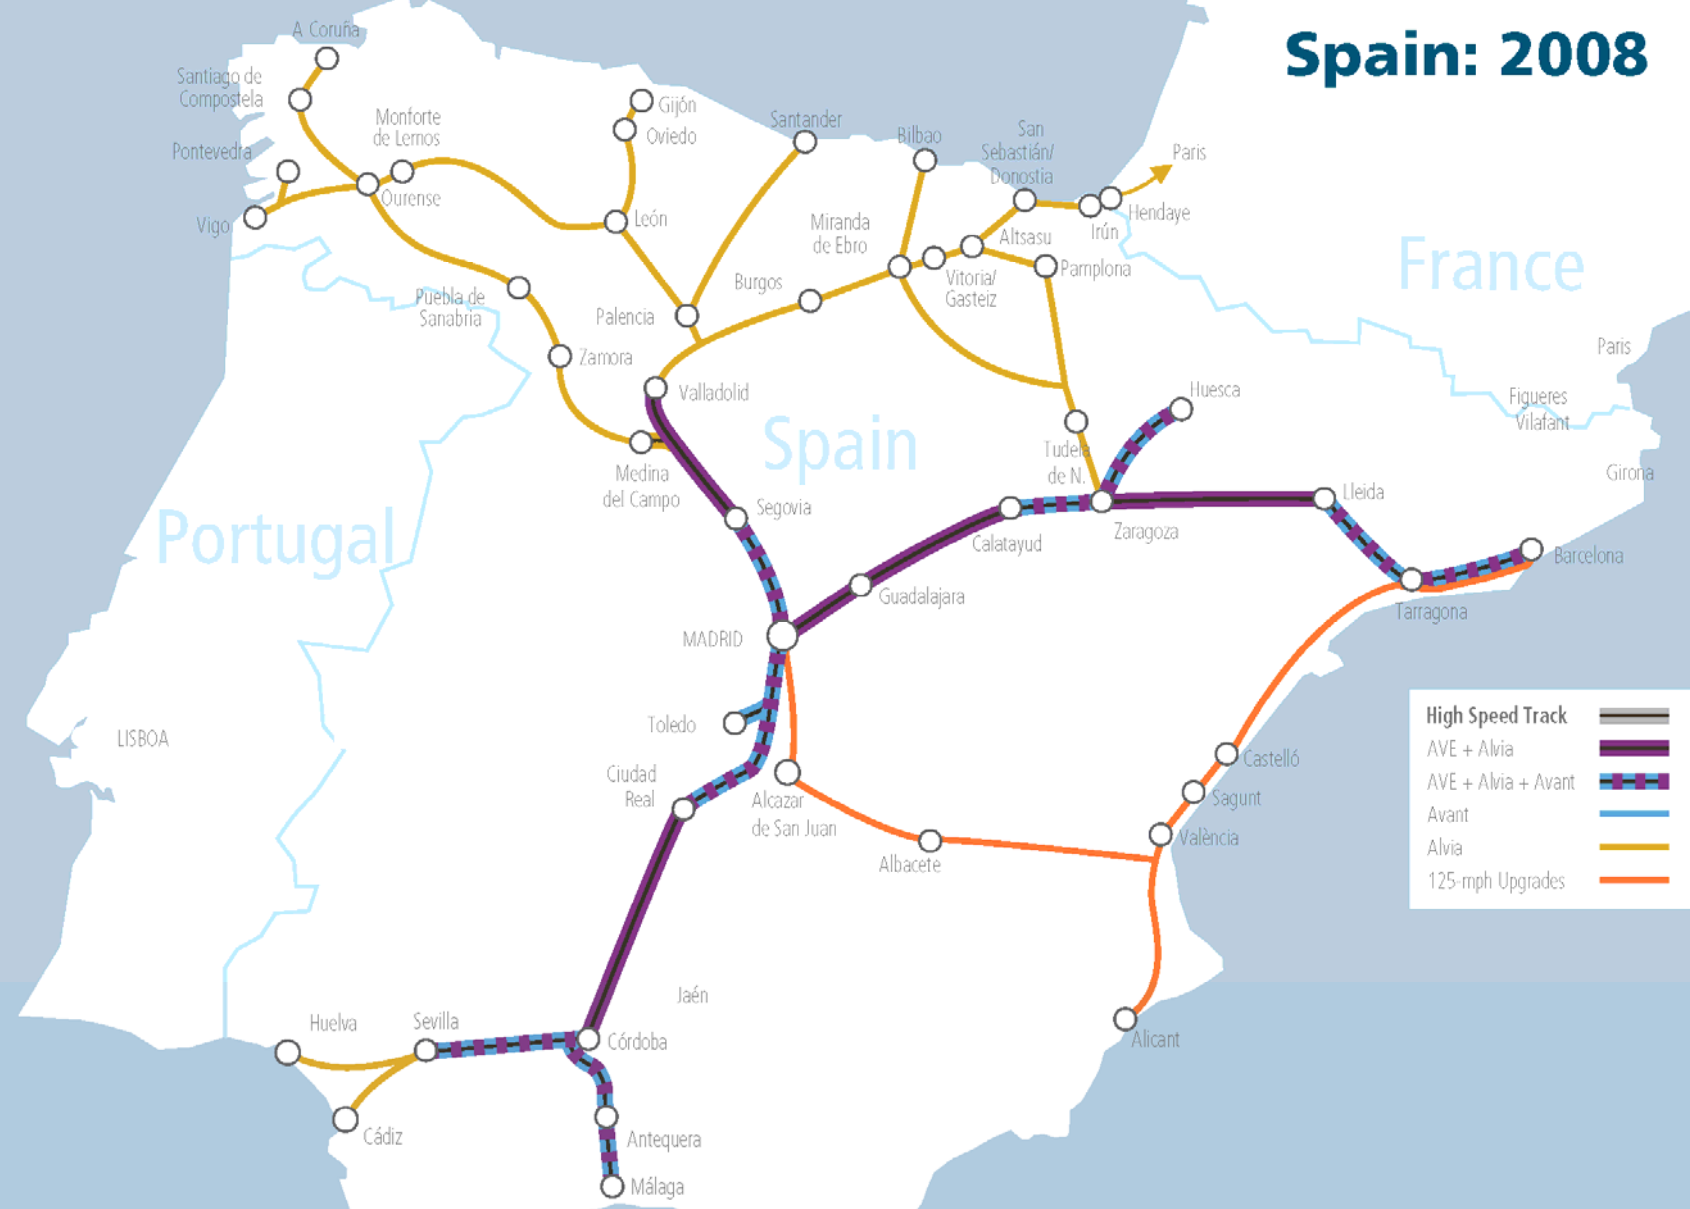 Spain: 2008
A Coruña
Santiago de
Compostela
Pontevedra
Vigo
Monforte
de Lemos
Ourense
Gijón
Oviedo
León
Santander
Bilbao
San
Sebastián/
Donostia
Paris
Hendaye
Irún
Altsasu
Miranda
de Ebro
Vitoria/
Gasteiz
Pamplona
Burgos
Palencia
Puebla de
Sanabria
Zamora
Valladolid
Medina
del Campo
Segovia
Spain
France
Portugal
Huesca
Tudela
de N.
Paris
Figueres
Vilafant
Girona
Lleida
Zaragoza
Calatayud
Guadalajara
Barcelona
Tarragona
MADRID
Toledo
LISBOA
Ciudad
Real
Alcazar
de San Juan
Albacete
Castelló
Sagunt
València
Alicant
Jaén
Huelva
Sevilla
Córdoba
Cádiz
Antequera
Málaga
High Speed Track
AVE + Alvia
AVE + Alvia + Avant
Avant
Alvia
125-mph Upgrades